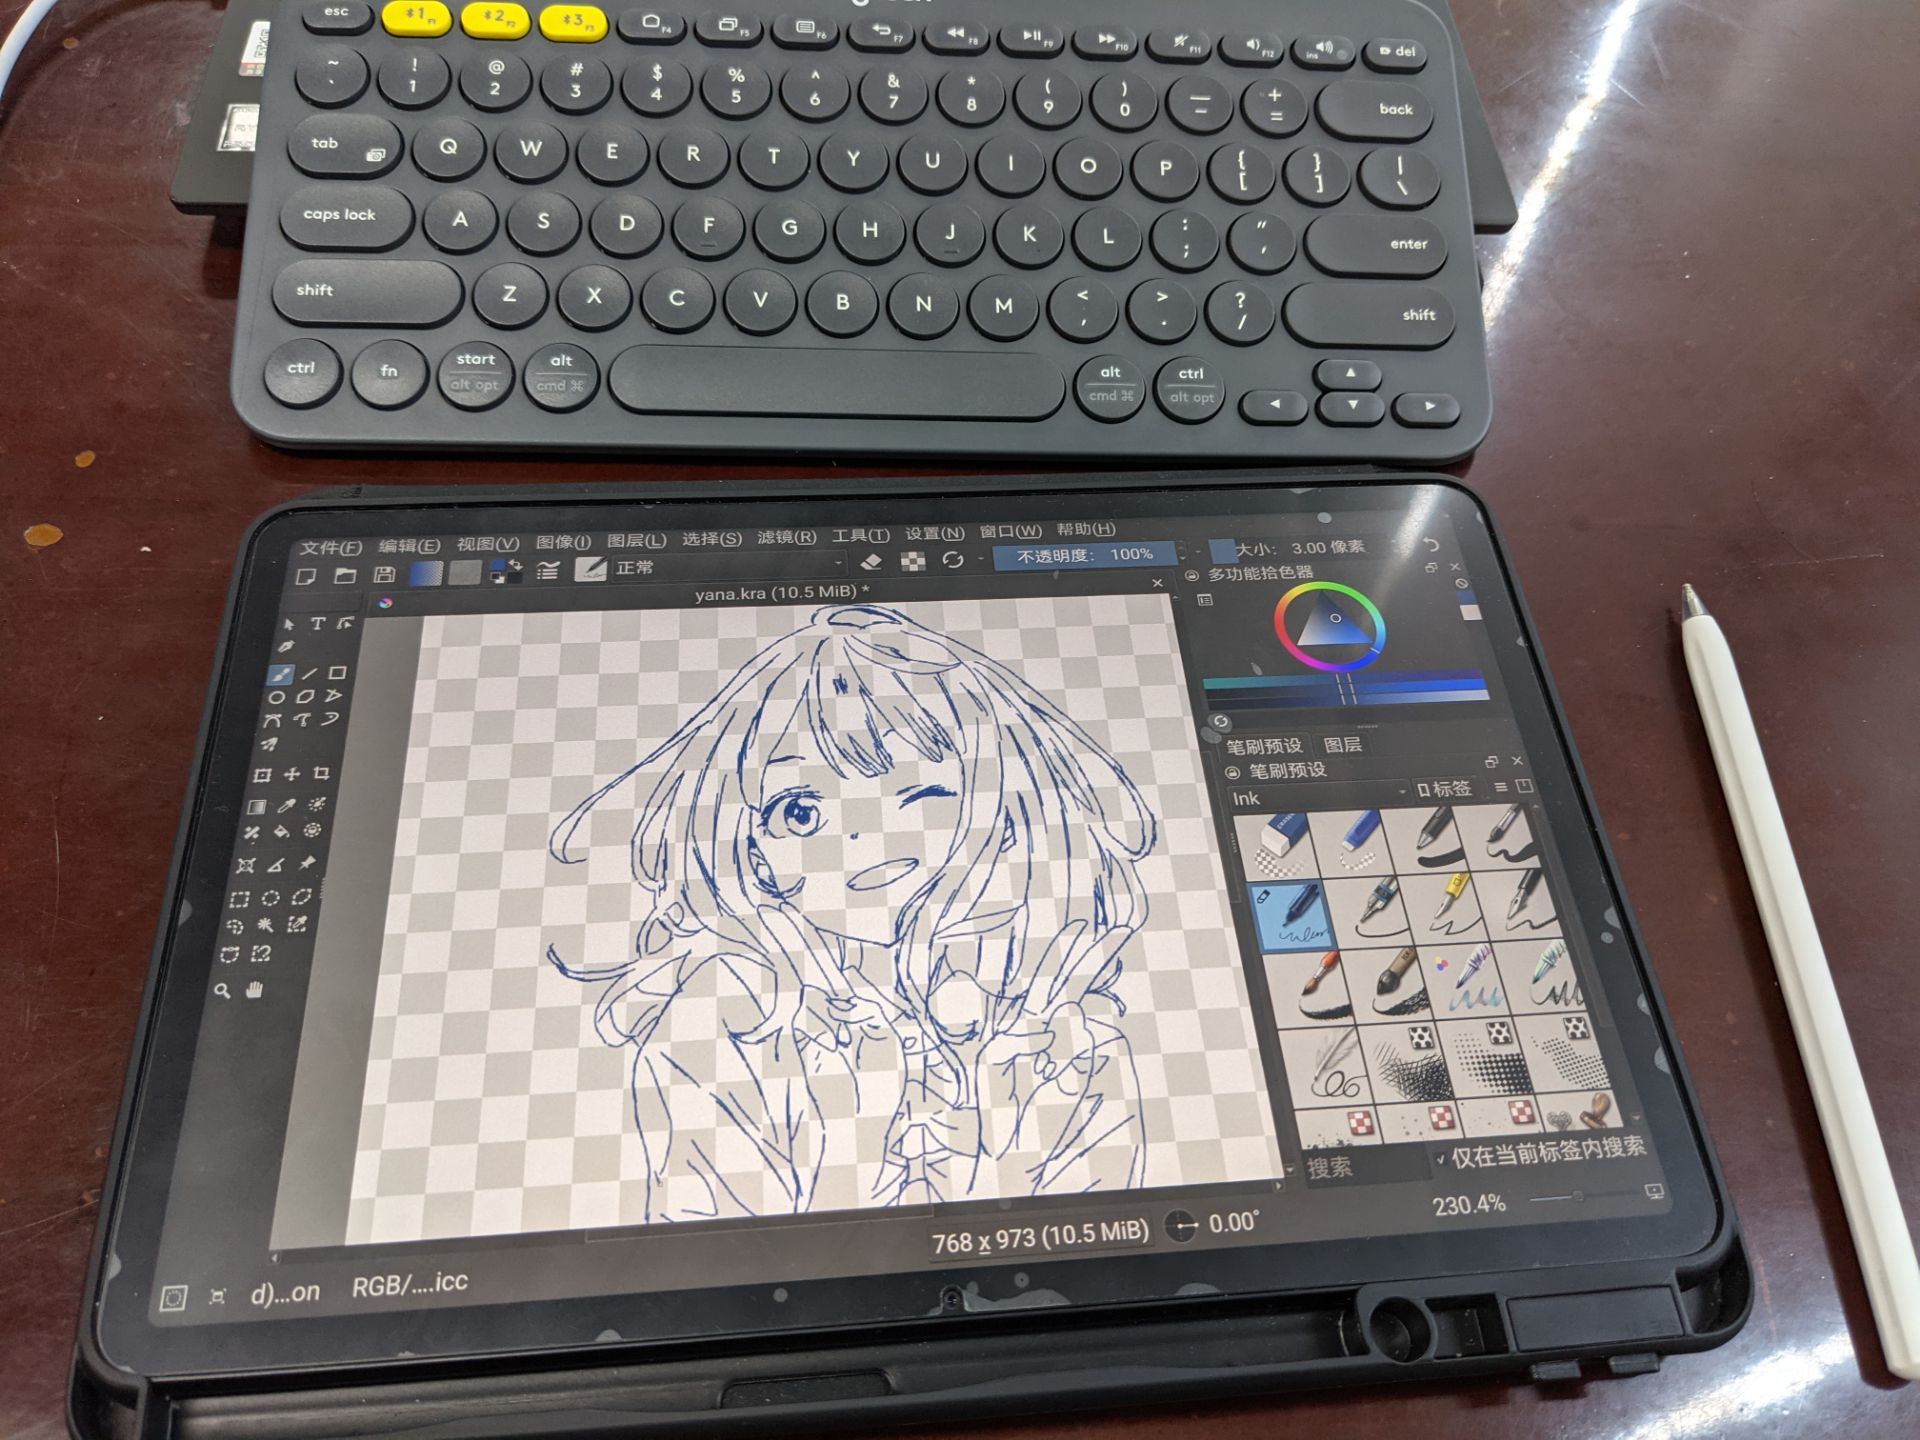 esc *1 F1 *2 F2 *3 F3 F4 F5 F6 F7 F8 F9 F10 F11 F12 ins del
~ ` ! 1 @ 2 # 3 $ 4 % 5 ^ 6 & 7 * 8 ( 9 ) 0 — - + = back
tab Q W E R T Y U I O P { [ } ] | \
caps lock A S D F G H J K L : ; " ' enter
shift Z X C V B N M < , > . ? / shift
ctrl fn start alt opt alt cmd ⌘ alt cmd ⌘ ctrl alt opt
文件(F) 编辑(E) 视图(V) 图像(I) 图层(L) 选择(S) 滤镜(R) 工具(T) 设置(N) 窗口(W) 帮助(H)
正常 不透明度: 100% 大小: 3.00 像素
yana.kra (10.5 MiB) *
多功能拾色器
笔刷预设 图层
笔刷预设
Ink 标签
搜索 仅在当前标签内搜索
230.4%
768 x 973 (10.5 MiB) 0.00°
d)...on RGB/....icc